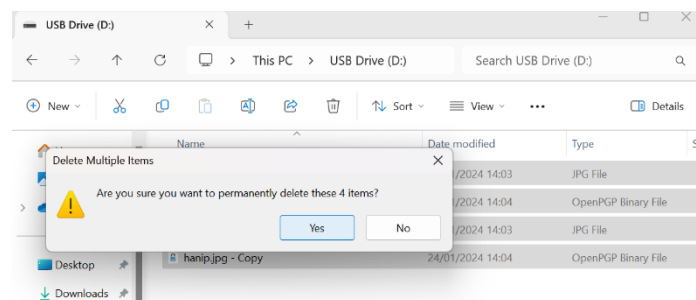 USB Drive (D:)
This PC > USB Drive (D:)
Search USB Drive (D:)
New
Sort
View
Details
Name
Date modified
Type
Delete Multiple Items
/2024 14:03
JPG File
Are you sure you want to permanently delete these 4 items?
/2024 14:04
OpenPGP Binary File
Yes
No
/2024 14:03
JPG File
Desktop
hanip.jpg - Copy
24/01/2024 14:04
OpenPGP Binary File
Downloads